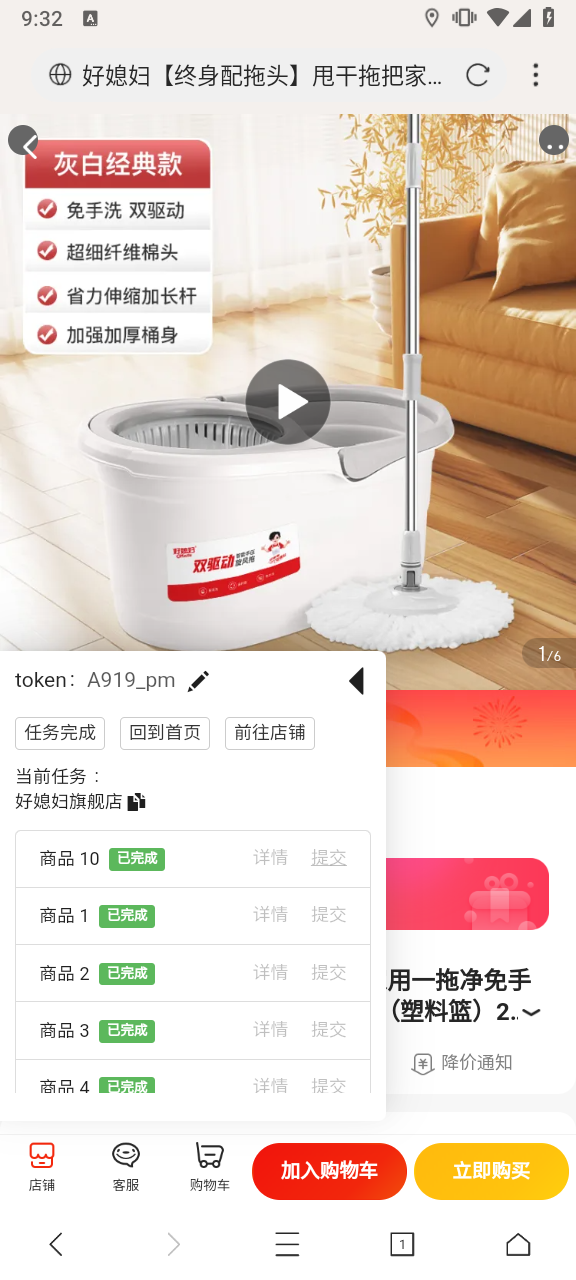 9:32
A
好媳妇【终身配拖头】甩干拖把家...
灰白经典款
免手洗 双驱动
超细纤维棉头
省力伸缩加长杆
加强加厚桶身
好媳妇
双驱动
1/6
token： A919_pm
任务完成
回到首页
前往店铺
当前任务：
好媳妇旗舰店
商品 10 已完成 详情 提交
商品 1 已完成 详情 提交
商品 2 已完成 详情 提交
商品 3 已完成 详情 提交
商品 4 已完成 详情 提交
用一拖净免手
（塑料篮）2..
降价通知
店铺
客服
购物车
加入购物车
立即购买
1